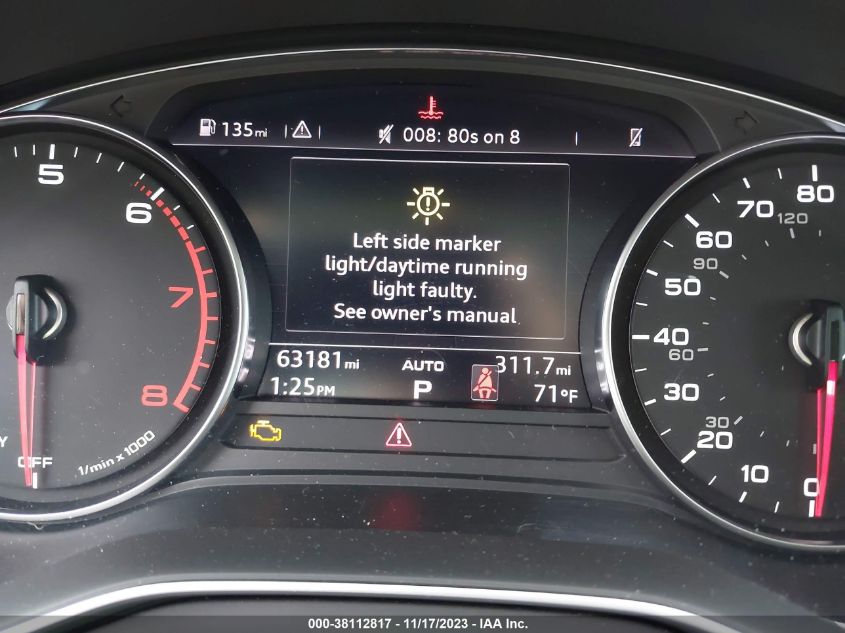 135mi
008: 80s on 8
Left side marker
light/daytime running
light faulty.
See owner's manual
63181mi
AUTO
311.7mi
1:25PM
P
71°F
5
6
7
8
1/min x 1000
Y
OFF
80
70
120
60
90
50
40
60
30
30
20
10
0
000-38112817 - 11/17/2023 - IAA Inc.